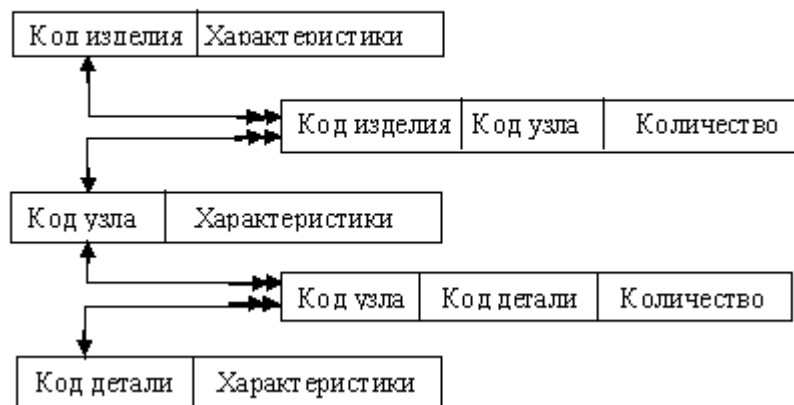 Код изделия Характеристики
Код изделия Код узла Количество
Код узла Характеристики
Код узла Код детали Количество
Код детали Характеристики